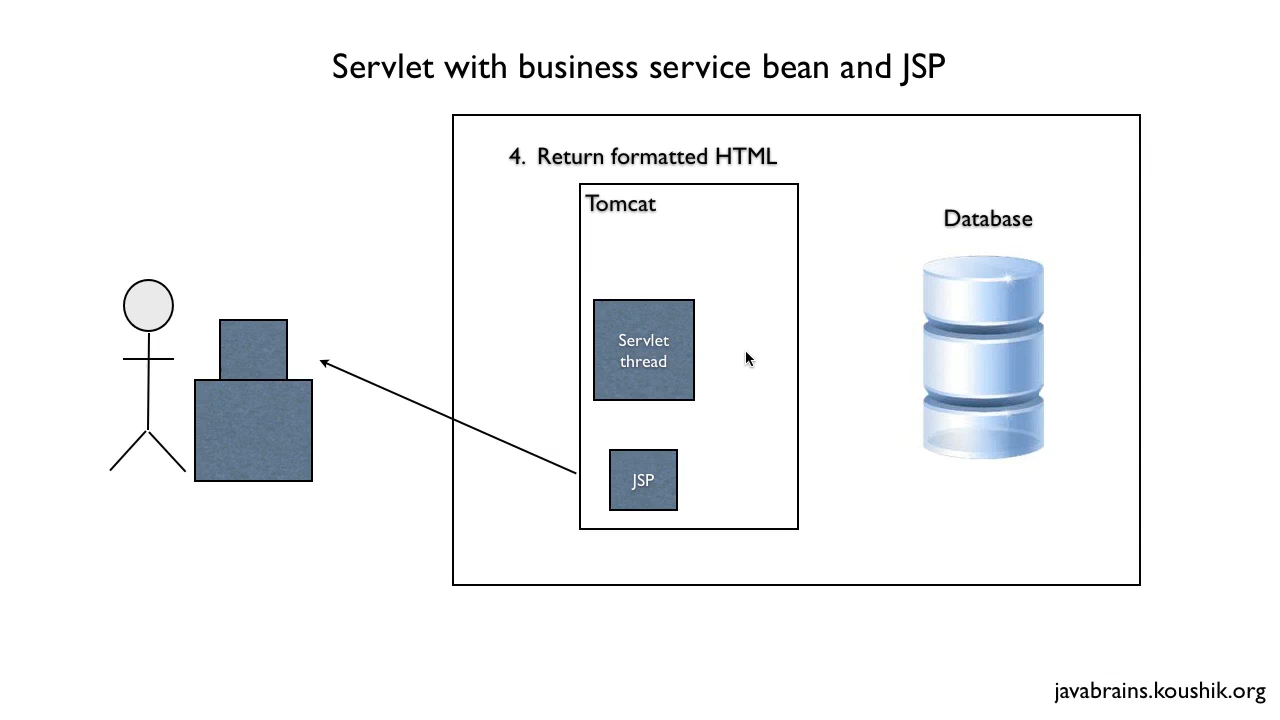 Servlet with business service bean and JSP
4. Return formatted HTML
Tomcat
Database
Servlet
thread
JSP
javabrains.koushik.org